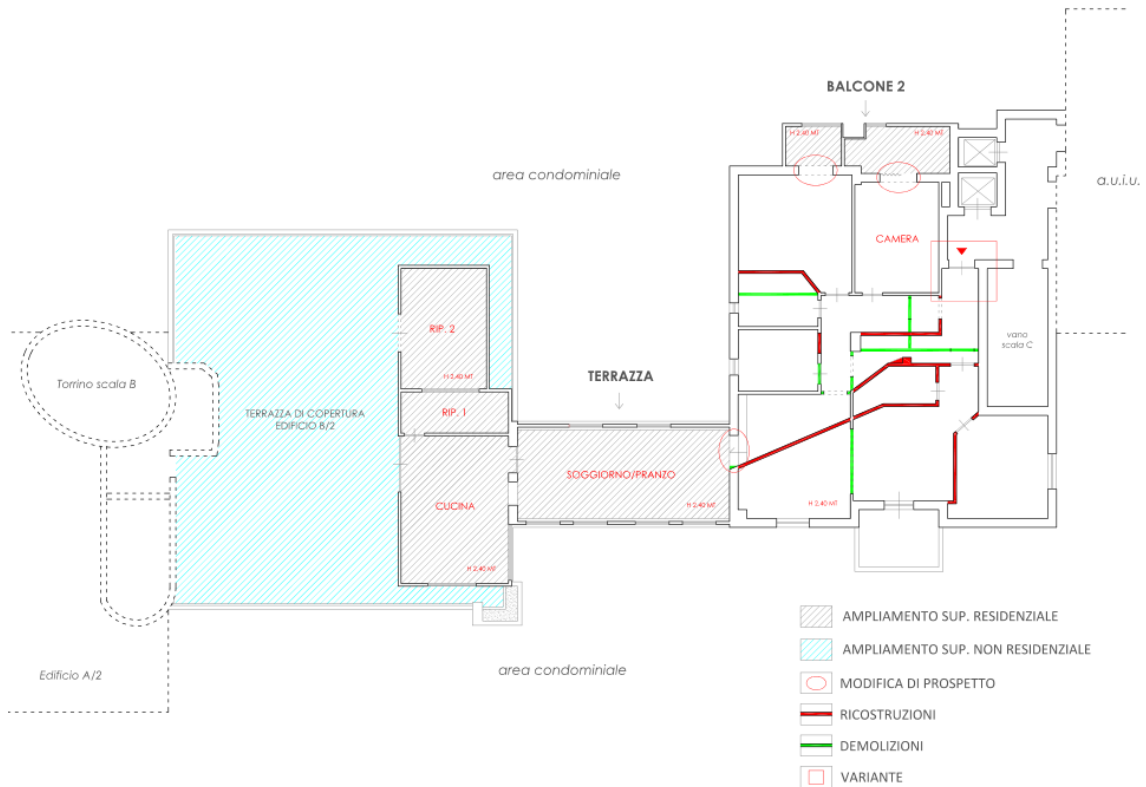 BALCONE 2
H 2,40 MT
H 2,40 MT
area condominiale
a.u.i.u.
CAMERA
RIP. 2
vano
scala C
Torrino scala B
H 2,40 MT
TERRAZZA
TERRAZZA DI COPERTURA
EDIFICIO B/2
RIP. 1
SOGGIORNO/PRANZO
CUCINA
H 2,40 MT
H 2,40 MT
H 2,40 MT
AMPLIAMENTO SUP. RESIDENZIALE
AMPLIAMENTO SUP. NON RESIDENZIALE
area condominiale
Edificio A/2
MODIFICA DI PROSPETTO
RICOSTRUZIONI
DEMOLIZIONI
VARIANTE